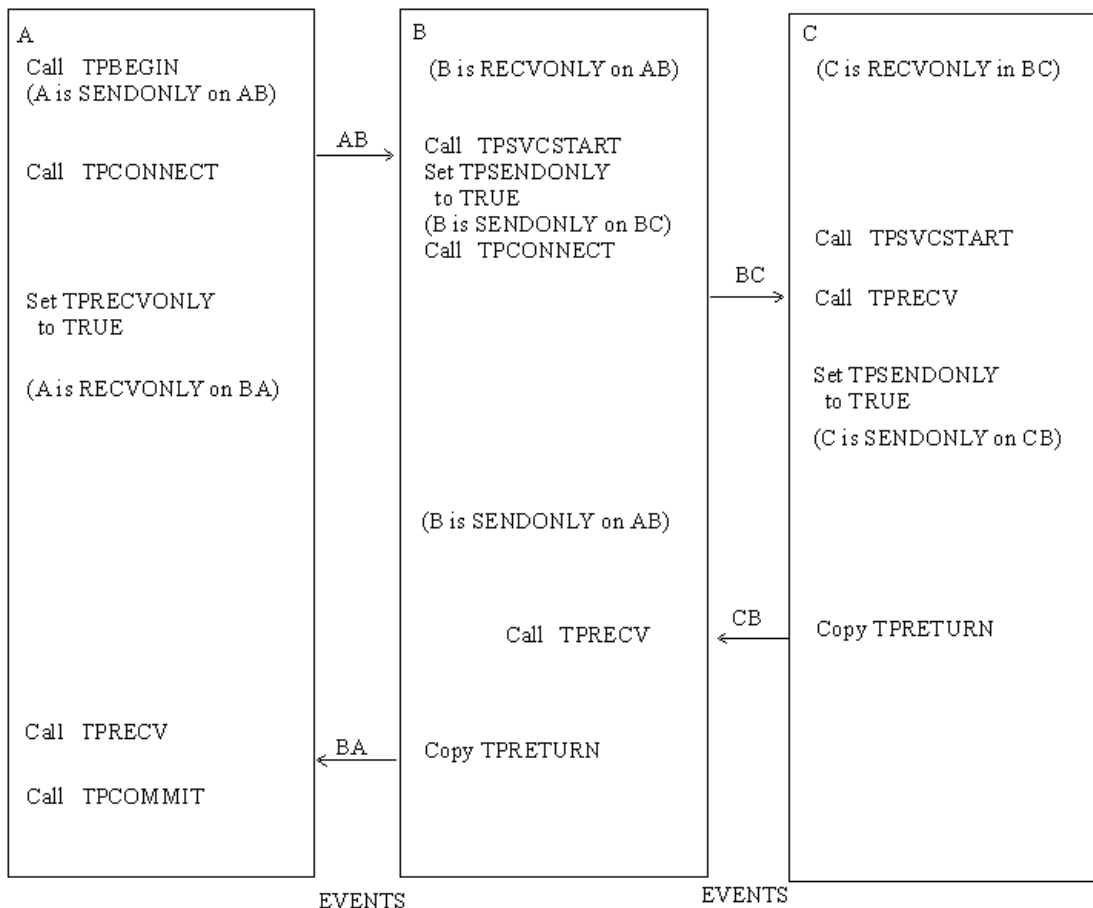 A
Call TPBEGIN
(A is SENDONLY on AB)
Call TPCONNECT
Set TPRECVONLY
to TRUE
(A is RECVONLY on BA)
Call TPRECV
Call TPCOMMIT
AB
BA
EVENTS
B
(B is RECVONLY on AB)
Call TPSVCSTART
Set TPSENDONLY
to TRUE
(B is SENDONLY on BC)
Call TPCONNECT
(B is SENDONLY on AB)
Call TPRECV
Copy TPRETURN
BC
CB
EVENTS
C
(C is RECVONLY in BC)
Call TPSVCSTART
Call TPRECV
Set TPSENDONLY
to TRUE
(C is SENDONLY on CB)
Copy TPRETURN